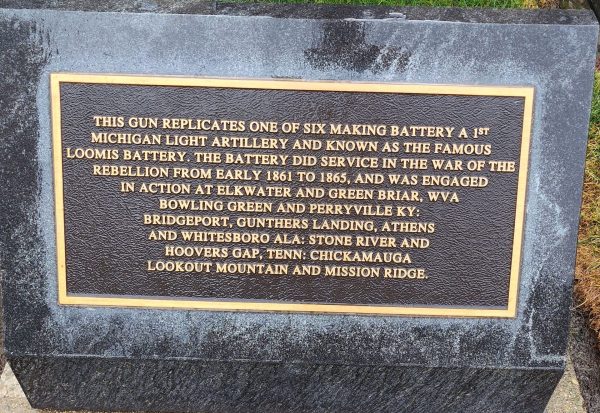 THIS GUN REPLICATES ONE OF SIX MAKING BATTERY A 1ST
MICHIGAN LIGHT ARTILLERY AND KNOWN AS THE FAMOUS
LOOMIS BATTERY. THE BATTERY DID SERVICE IN THE WAR OF THE
REBELLION FROM EARLY 1861 TO 1865, AND WAS ENGAGED
IN ACTION AT ELKWATER AND GREEN BRIAR, WVA
BOWLING GREEN AND PERRYVILLE KY:
BRIDGEPORT, GUNTHERS LANDING, ATHENS
AND WHITESBORO ALA: STONE RIVER AND
HOOVERS GAP, TENN: CHICKAMAUGA
LOOKOUT MOUNTAIN AND MISSION RIDGE.